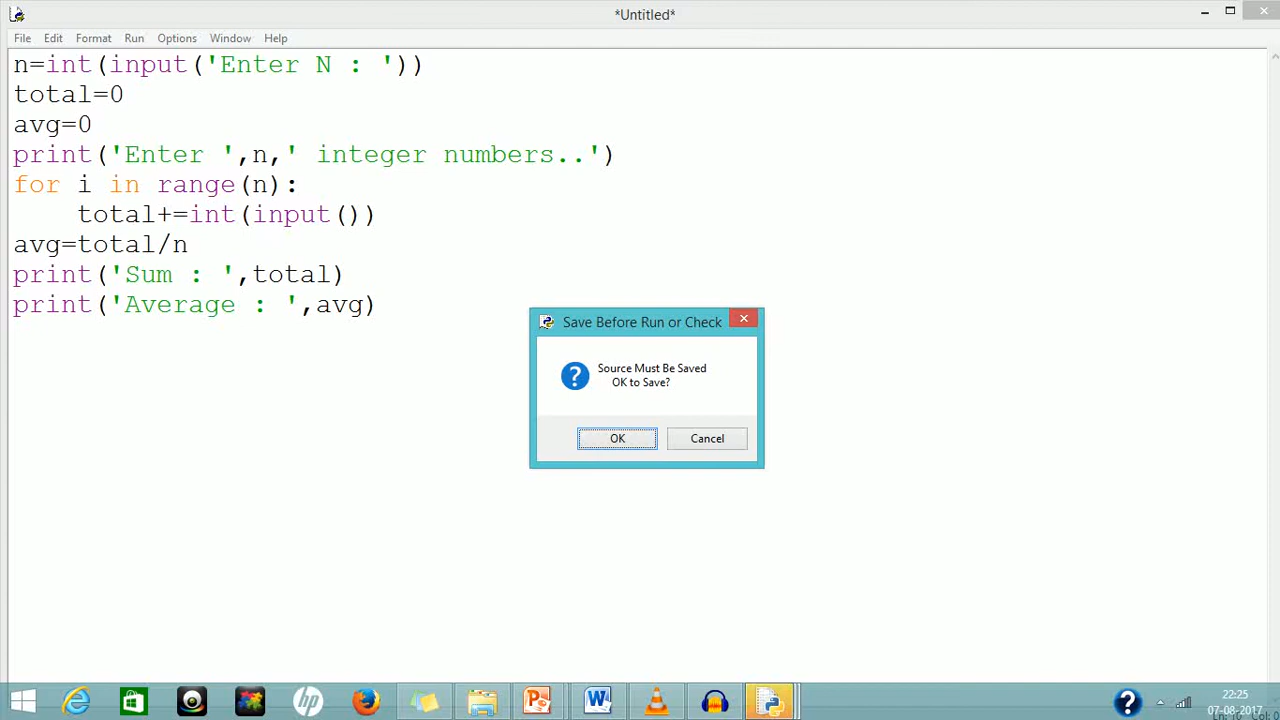 *Untitled*
File Edit Format Run Options Window Help
n=int(input('Enter N : '))
total=0
avg=0
print('Enter ',n,' integer numbers..')
for i in range(n):
    total+=int(input())
avg=total/n
print('Sum : ',total)
print('Average : ',avg)
Save Before Run or Check
Source Must Be Saved
OK to Save?
OK Cancel
22:25
07-08-2017